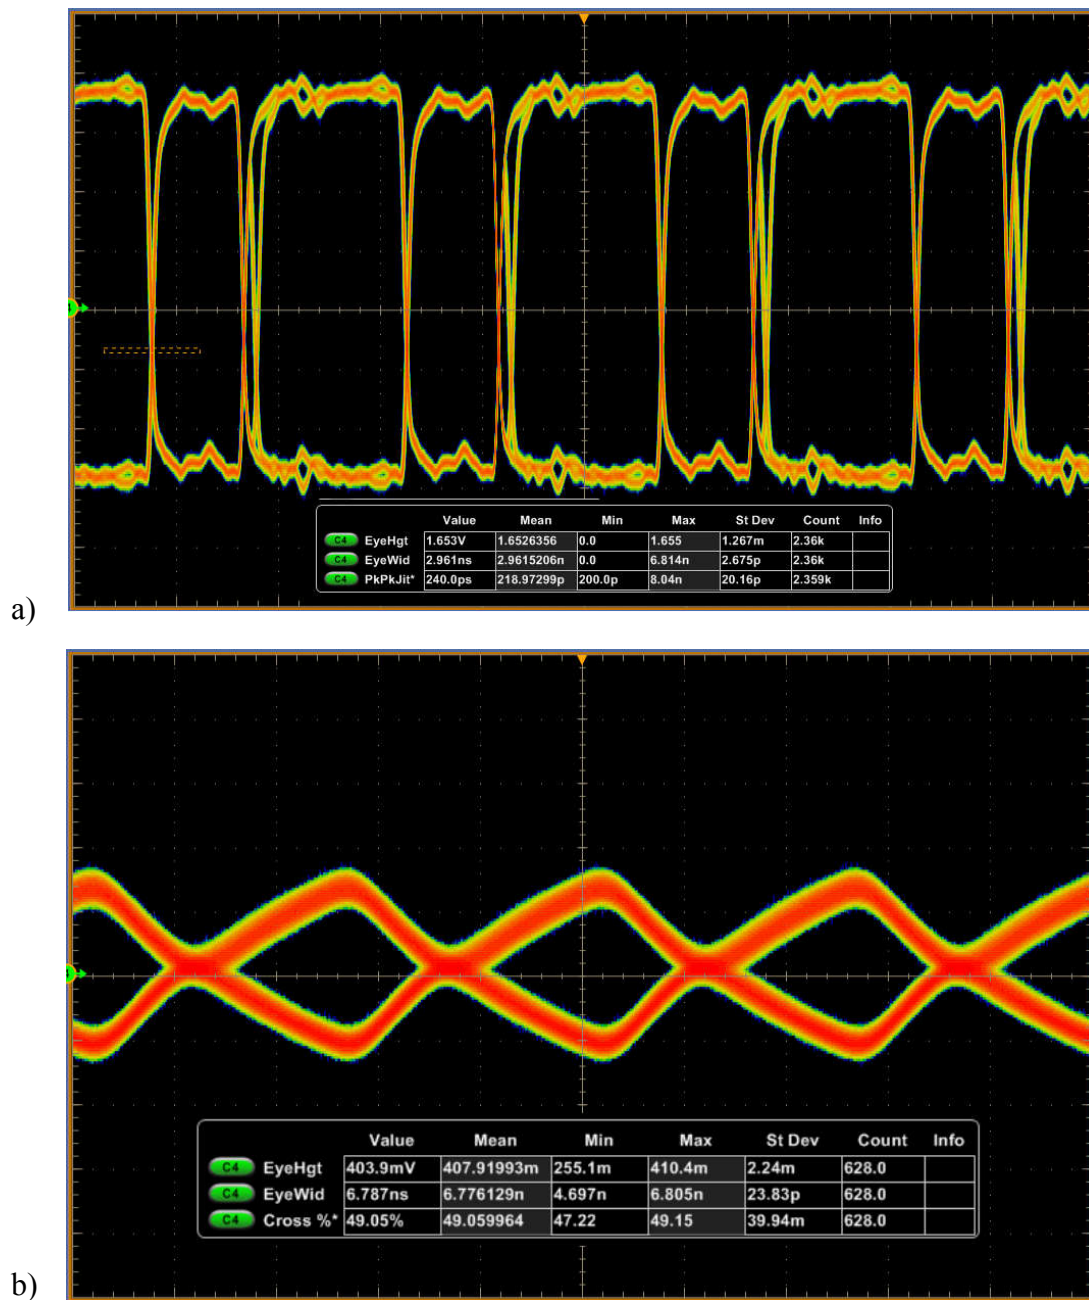 Value Mean Min Max St Dev Count Info
C4 EyeHgt 1.653V 1.6526356 0.0 1.655 1.267m 2.36k
C4 EyeWid 2.961ns 2.9615206n 0.0 6.814n 2.675p 2.36k
C4 PkPkJit* 240.0ps 218.97299p 200.0p 8.04n 20.16p 2.359k
a)
Value Mean Min Max St Dev Count Info
C4 EyeHgt 403.9mV 407.91993m 255.1m 410.4m 2.24m 628.0
C4 EyeWid 6.787ns 6.776129n 4.697n 6.805n 23.83p 628.0
C4 Cross %* 49.05% 49.059964 47.22 49.15 39.94m 628.0
b)